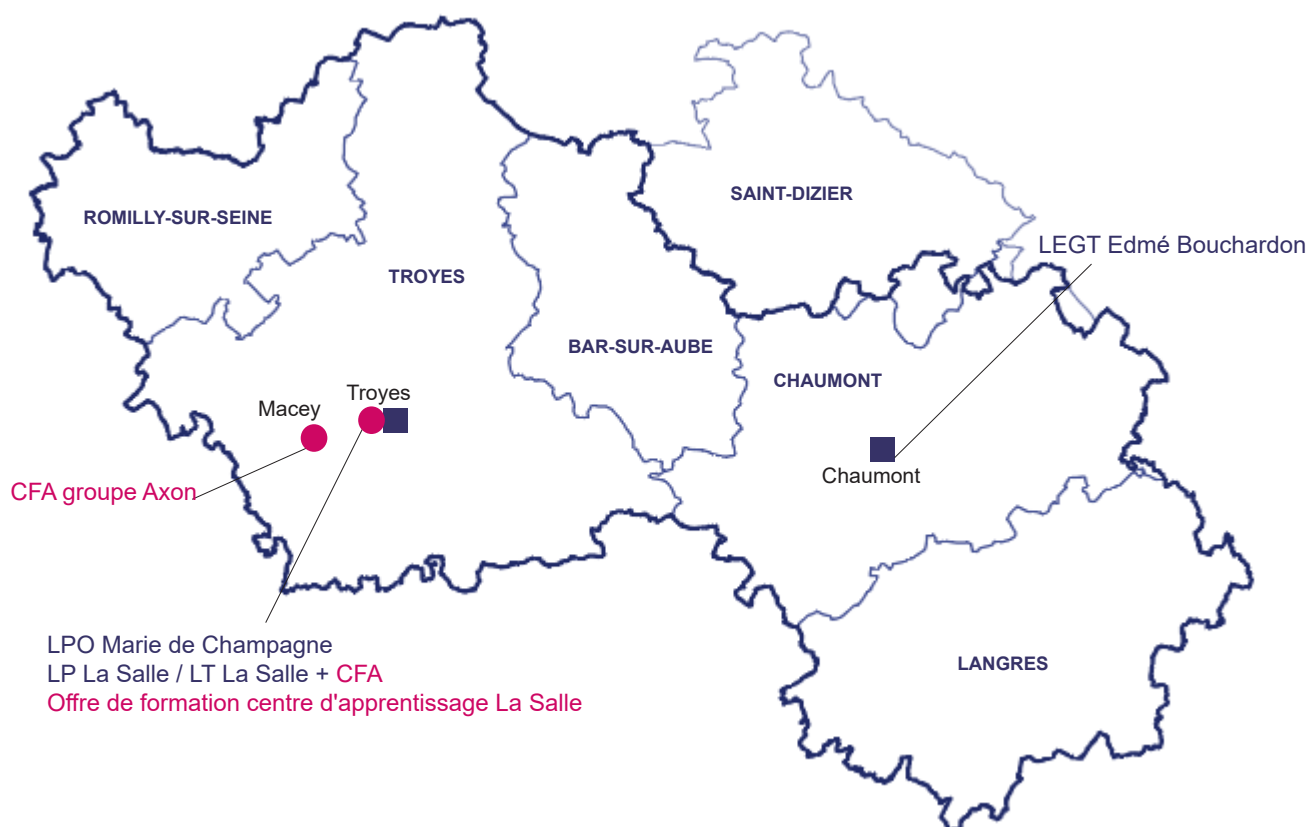 SAINT-DIZIER
ROMILLY-SUR-SEINE
LEGT Edmé Bouchardon
TROYES
BAR-SUR-AUBE
CHAUMONT
Troyes
Macey
Chaumont
CFA groupe Axon
LPO Marie de Champagne
LP La Salle / LT La Salle + CFA
Offre de formation centre d'apprentissage La Salle
LANGRES